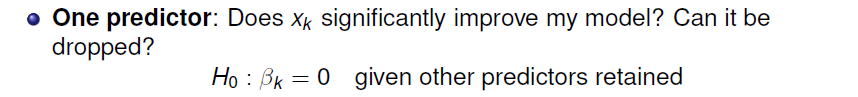 • One predictor: Does xₖ significantly improve my model? Can it be
dropped?
H₀ : βₖ = 0 given other predictors retained